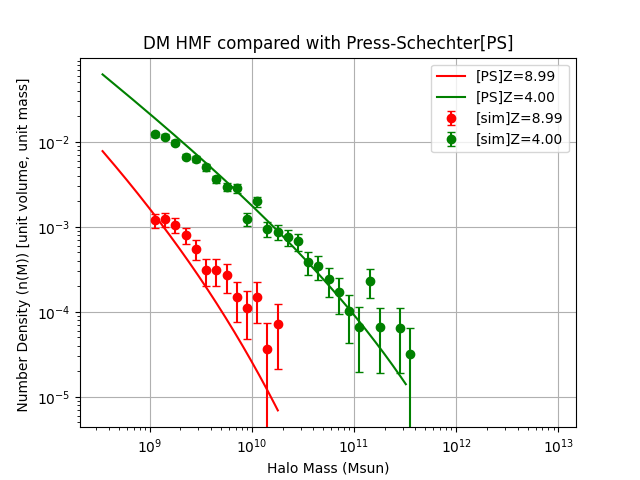 DM HMF compared with Press-Schechter[PS]
[PS]Z=8.99
[PS]Z=4.00
[sim]Z=8.99
[sim]Z=4.00
Number Density (n(M)) [unit volume, unit mass]
10⁻²
10⁻³
10⁻⁴
10⁻⁵
10⁹ 10¹⁰ 10¹¹ 10¹² 10¹³
Halo Mass (Msun)